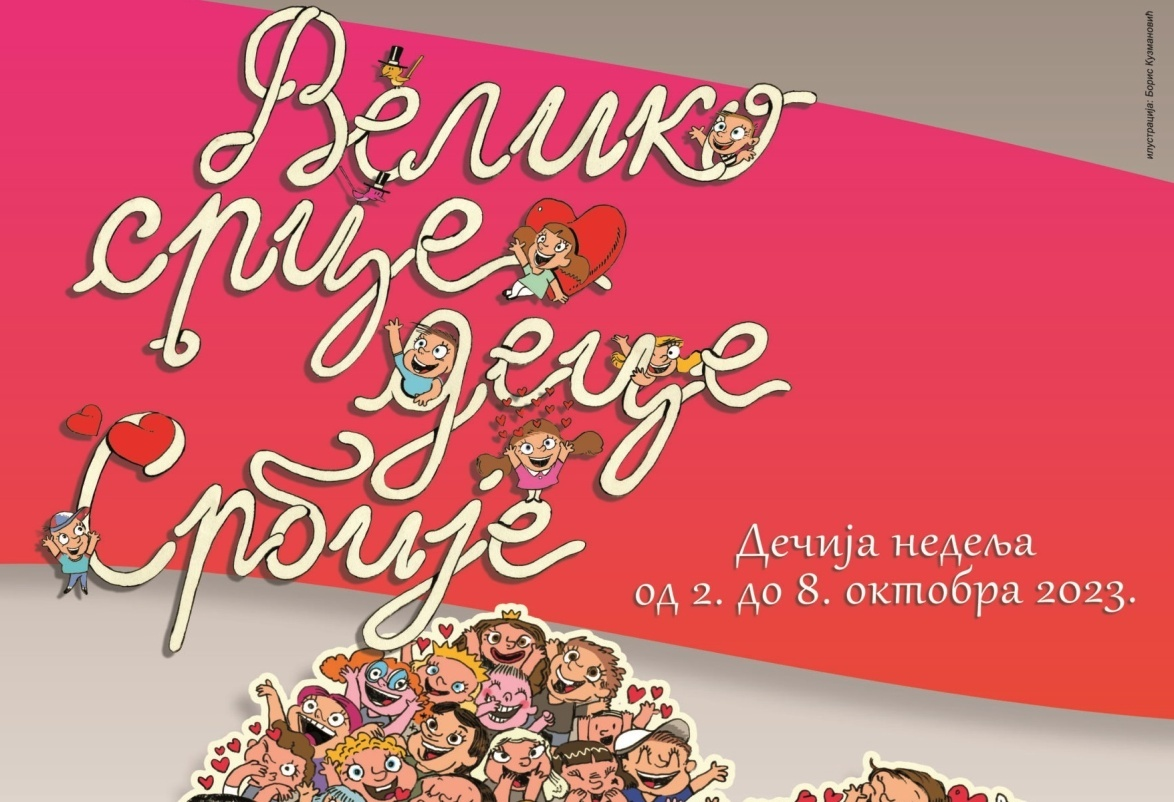 Велико
срце
деце
Србије
Дечија недеља
од 2. до 8. октобра 2023.
илустрација: Борис Кузмановић